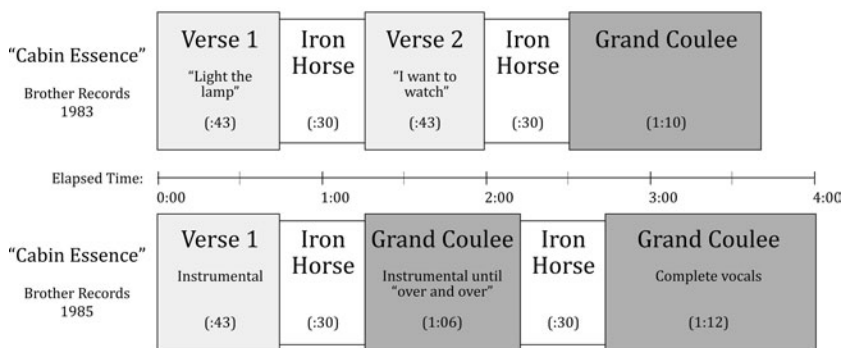 “Cabin Essence”
Brother Records
1983
Verse 1
“Light the
lamp”
(:43)
Iron
Horse
(:30)
Verse 2
“I want to
watch”
(:43)
Iron
Horse
(:30)
Grand Coulee
(1:10)
Elapsed Time:
0:00
1:00
2:00
3:00
4:00
“Cabin Essence”
Brother Records
1985
Verse 1
Instrumental
(:43)
Iron
Horse
(:30)
Grand Coulee
Instrumental until
“over and over”
(1:06)
Iron
Horse
(:30)
Grand Coulee
Complete vocals
(1:12)